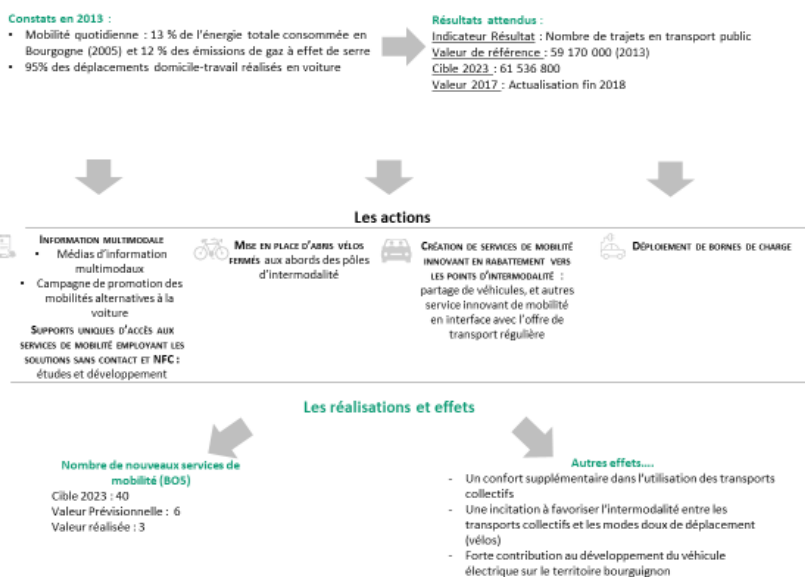 Constats en 2013 :
• Mobilité quotidienne : 13 % de l'énergie totale consommée en
Bourgogne (2005) et 12 % des émissions de gaz à effet de serre
• 95% des déplacements domicile-travail réalisés en voiture
Résultats attendus :
Indicateur Résultat : Nombre de trajets en transport public
Valeur de référence : 59 170 000 (2013)
Cible 2023 : 61 536 800
Valeur 2017 : Actualisation fin 2018
Les actions
INFORMATION MULTIMODALE
• Médias d'information
multimodaux
• Campagne de promotion des
mobilités alternatives à la
voiture
SUPPORTS UNIQUES D'ACCÈS AUX
SERVICES DE MOBILITÉ EMPLOYANT LES
SOLUTIONS SANS CONTACT ET NFC :
études et développement
MISE EN PLACE D'ABRIS VÉLOS
FERMÉS aux abords des pôles
d'intermodalité
CRÉATION DE SERVICES DE MOBILITÉ
INNOVANT EN RABATTEMENT VERS
LES POINTS D'INTERMODALITÉ :
partage de véhicules, et autres
service innovant de mobilité
en interface avec l'offre de
transport régulière
DÉPLOIEMENT DE BORNES DE CHARGE
Les réalisations et effets
Nombre de nouveaux services de
mobilité (BO5)
Cible 2023 : 40
Valeur Prévisionnelle : 6
Valeur réalisée : 3
Autres effets....
- Un confort supplémentaire dans l'utilisation des transports
collectifs
- Une incitation à favoriser l'intermodalité entre les
transports collectifs et les modes doux de déplacement
(vélos)
- Forte contribution au développement du véhicule
électrique sur le territoire bourguignon